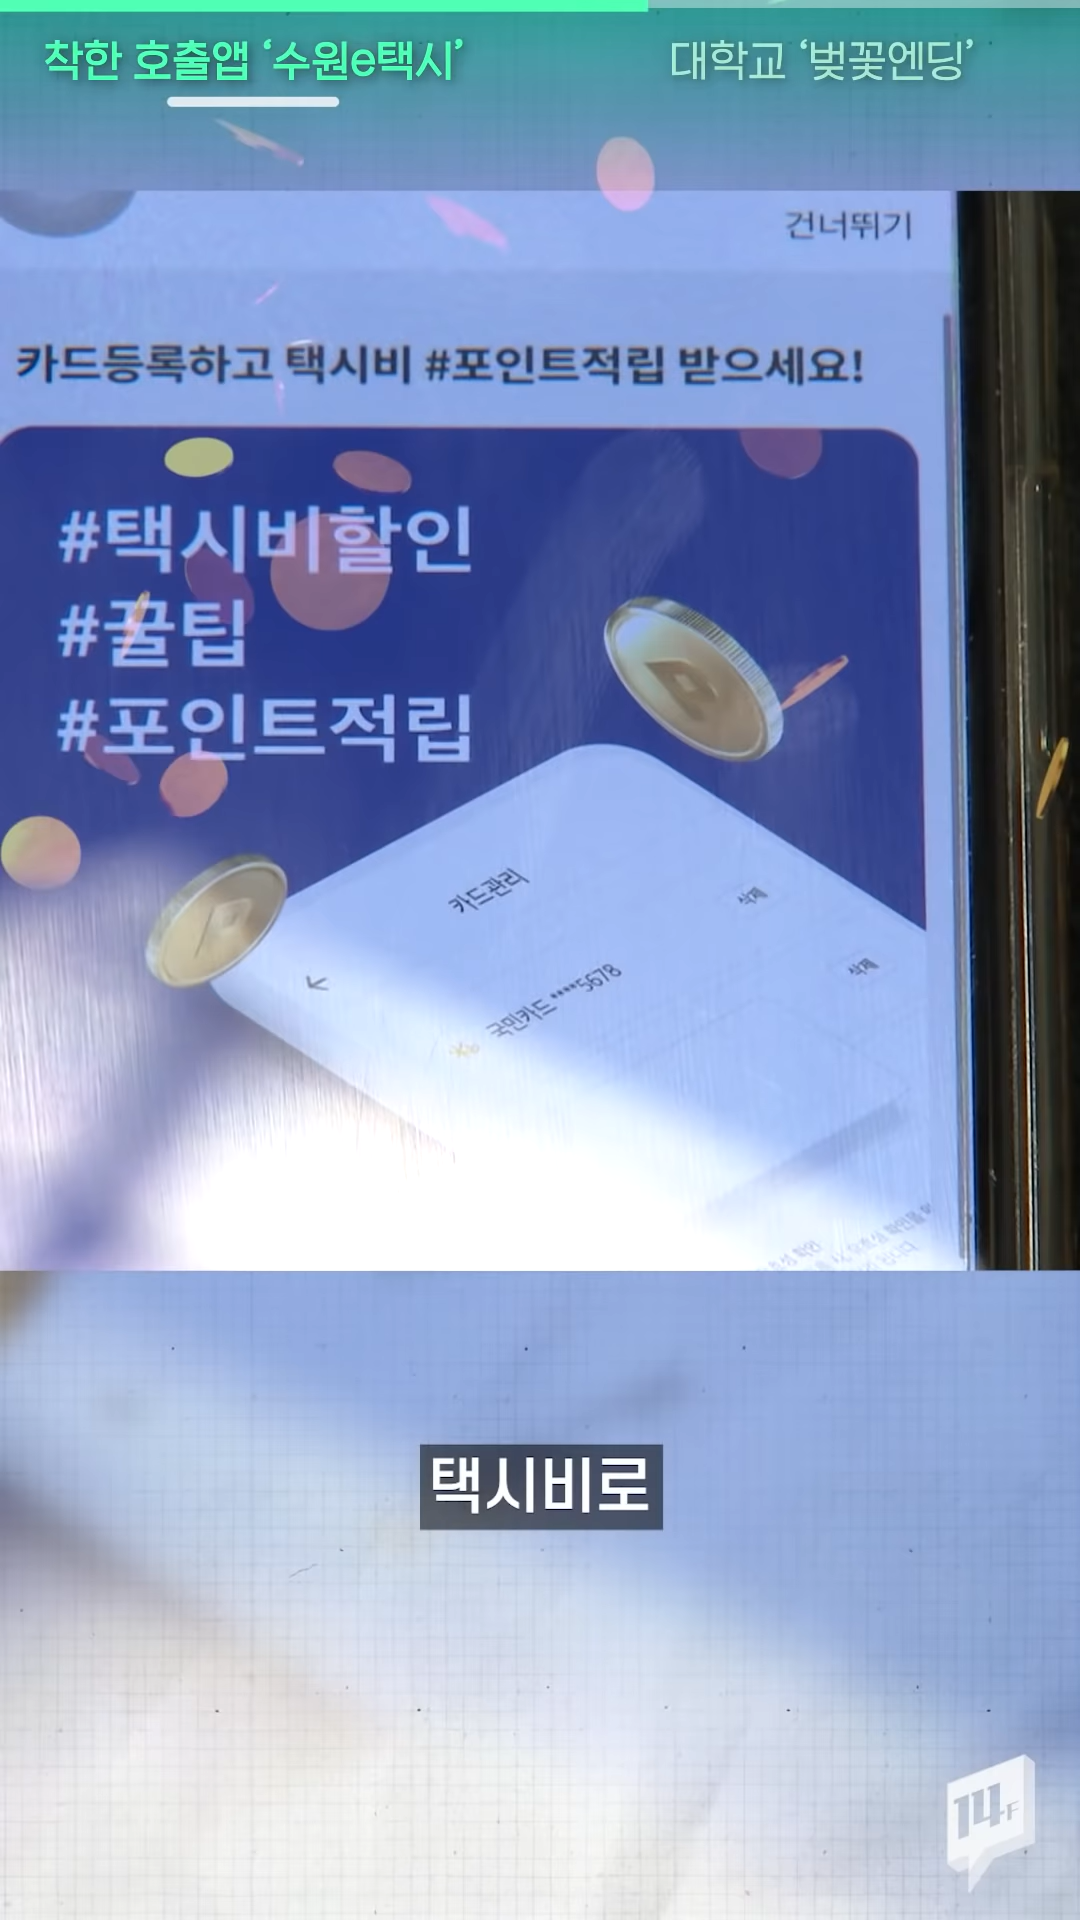 착한 호출앱 ‘수원e택시’
대학교 ‘벚꽃엔딩’
건너뛰기
카드등록하고 택시비 #포인트적립 받으세요!
#택시비할인
#꿀팁
#포인트적립
카드관리
삭제
국민카드 ****5678
삭제
택시비로
14F